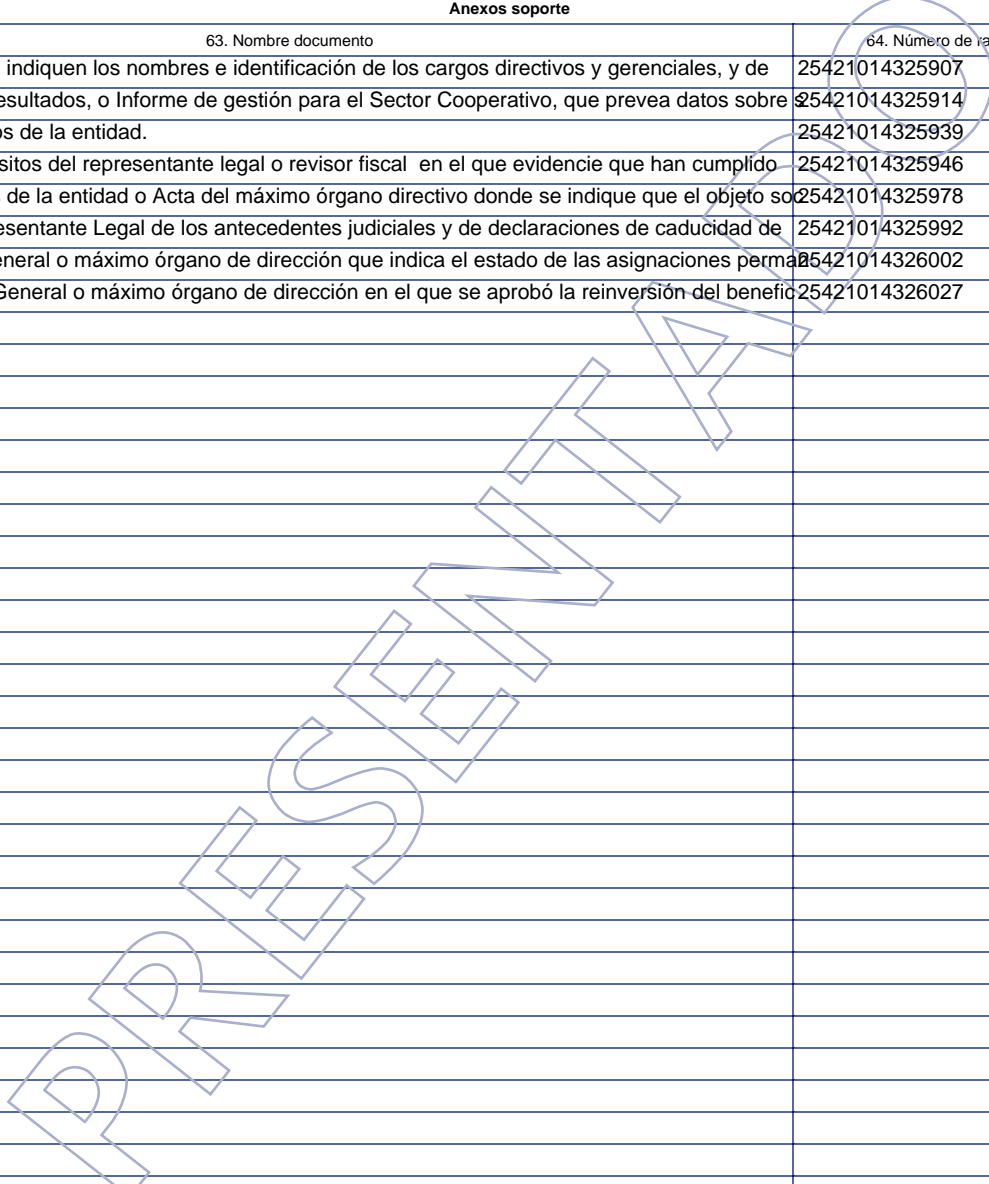 Anexos soporte
63. Nombre documento 64. Número de ra
indiquen los nombres e identificación de los cargos directivos y gerenciales, y de 25421014325907
esultados, o Informe de gestión para el Sector Cooperativo, que prevea datos sobre s 25421014325914
os de la entidad. 25421014325939
sitos del representante legal o revisor fiscal en el que evidencie que han cumplido 25421014325946
de la entidad o Acta del máximo órgano directivo donde se indique que el objeto soc 25421014325978
esentante Legal de los antecedentes judiciales y de declaraciones de caducidad de 25421014325992
eneral o máximo órgano de dirección que indica el estado de las asignaciones perman 25421014326002
General o máximo órgano de dirección en el que se aprobó la reinversión del benefic 25421014326027
PRESENTADO